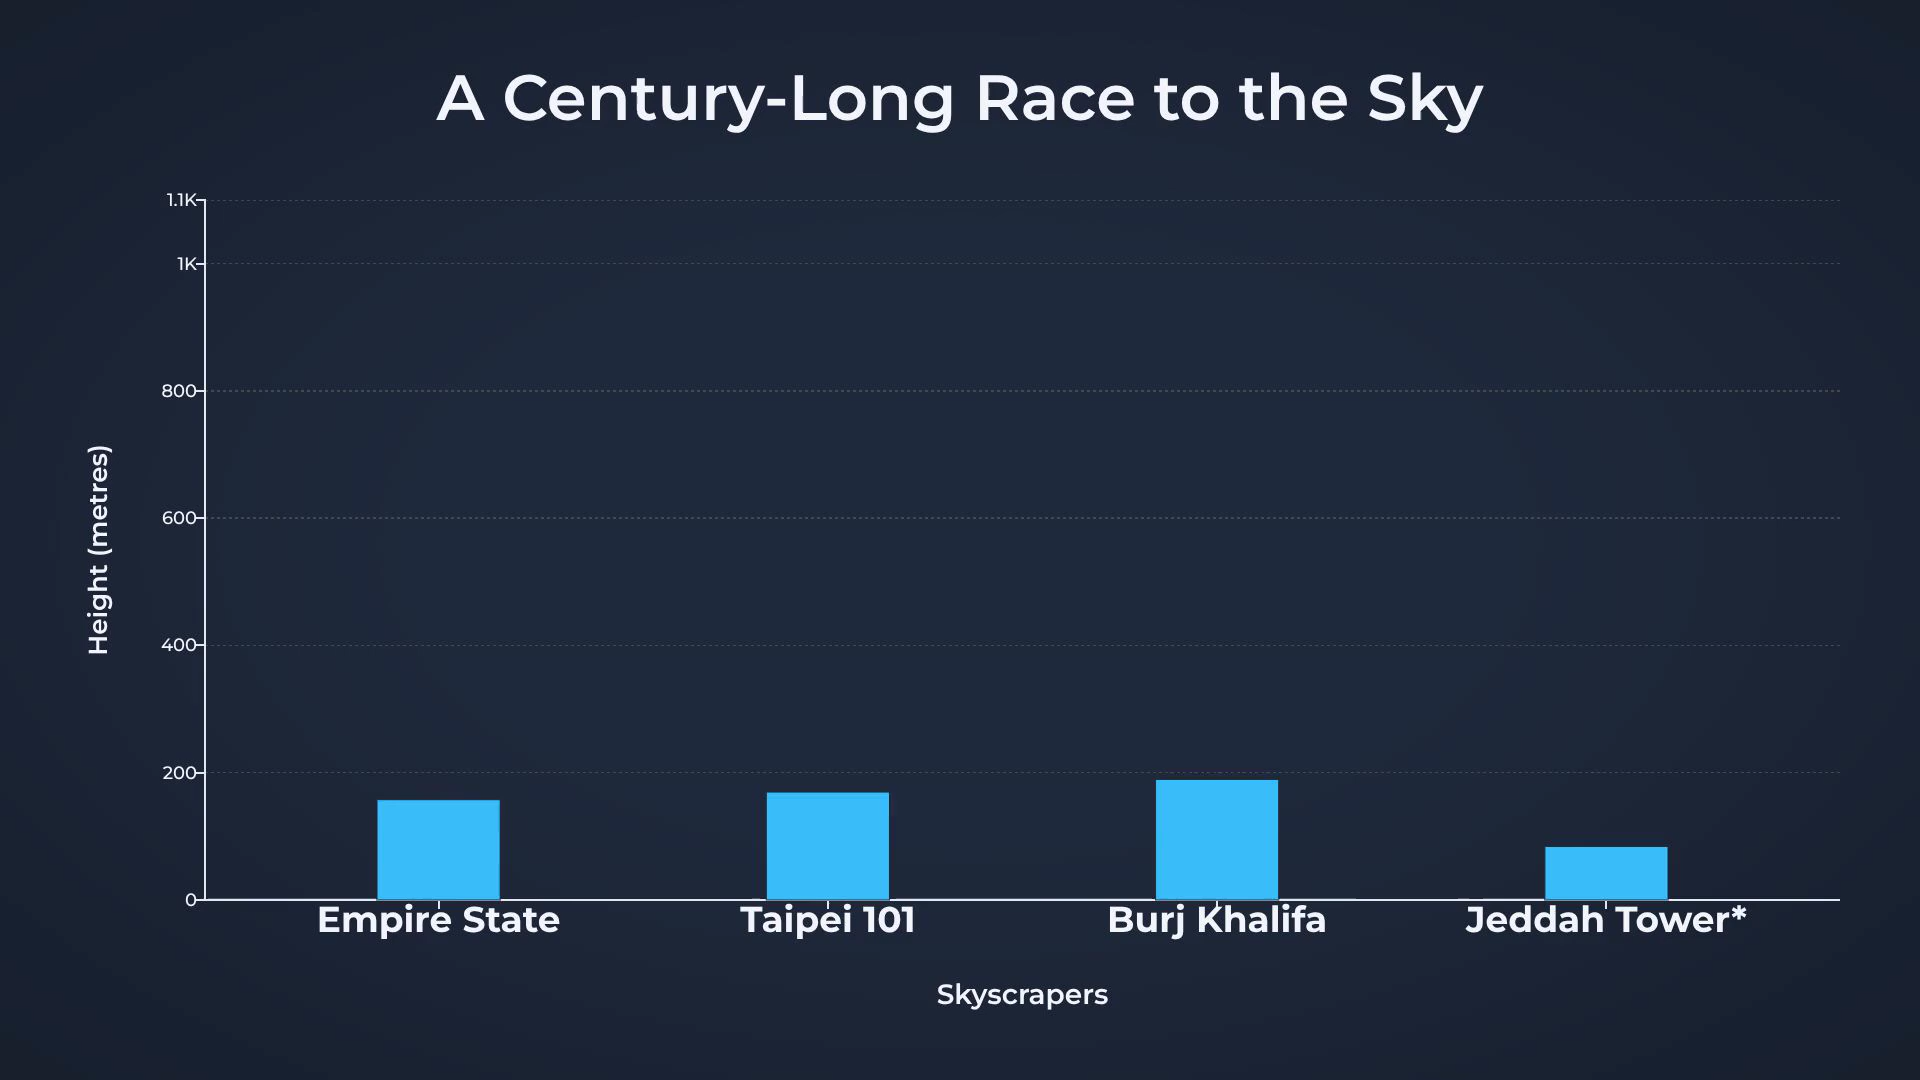 A Century-Long Race to the Sky
1.1K
1K
800
600
400
200
0
Height (metres)
Empire State
Taipei 101
Burj Khalifa
Jeddah Tower*
Skyscrapers